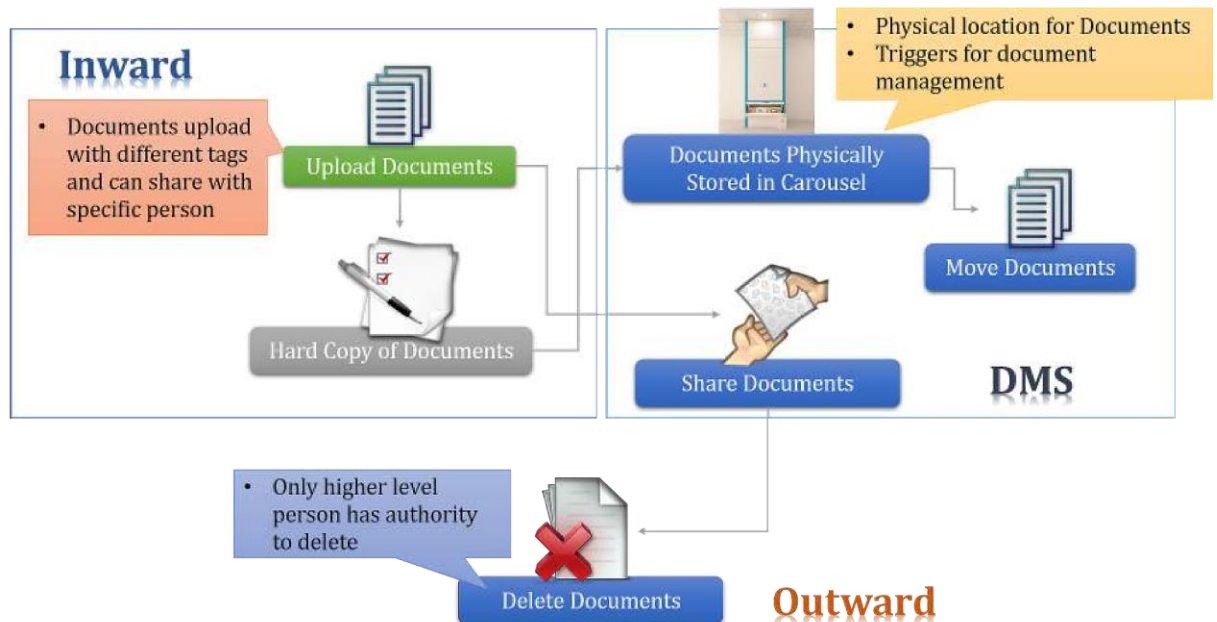 Inward
• Documents upload
with different tags
and can share with
specific person
Upload Documents
Hard Copy of Documents
• Physical location for Documents
• Triggers for document
management
Documents Physically
Stored in Carousel
Move Documents
Share Documents
DMS
• Only higher level
person has authority
to delete
Delete Documents
Outward